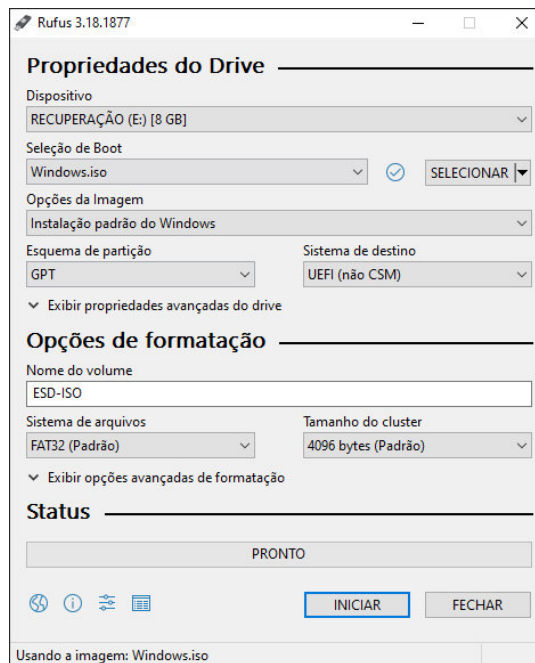 Rufus 3.18.1877
Propriedades do Drive
Dispositivo
RECUPERAÇÃO (E:) [8 GB]
Seleção de Boot
Windows.iso
SELECIONAR
Opções da Imagem
Instalação padrão do Windows
Esquema de partição
Sistema de destino
GPT
UEFI (não CSM)
Exibir propriedades avançadas do drive
Opções de formatação
Nome do volume
ESD-ISO
Sistema de arquivos
Tamanho do cluster
FAT32 (Padrão)
4096 bytes (Padrão)
Exibir opções avançadas de formatação
Status
PRONTO
INICIAR
FECHAR
Usando a imagem: Windows.iso